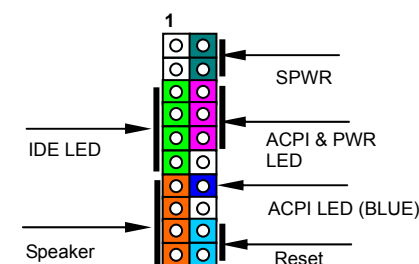 1
SPWR
IDE LED
ACPI & PWR
LED
ACPI LED (BLUE)
Speaker
Reset